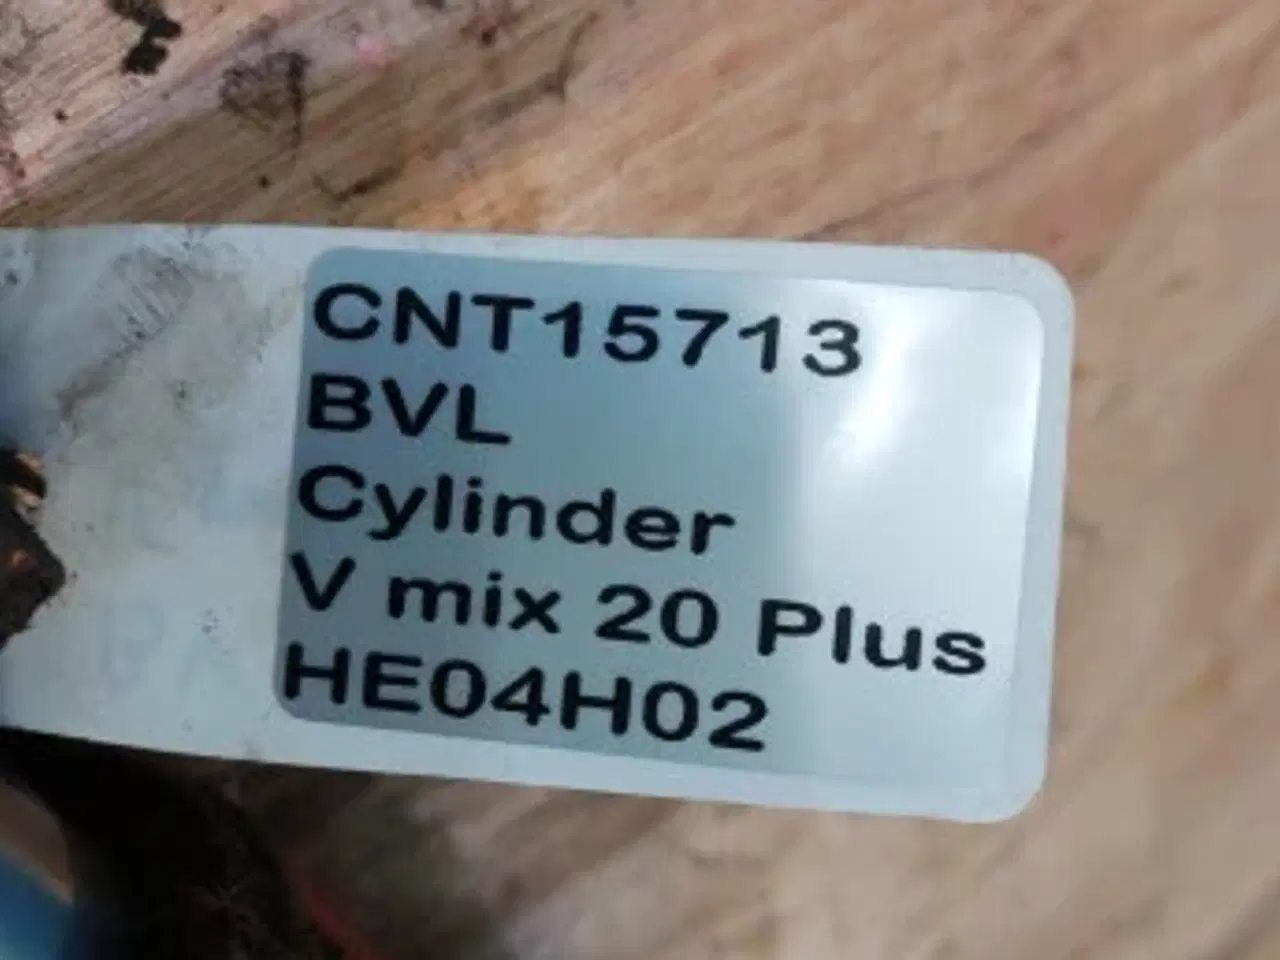 CNT15713
BVL
Cylinder
V mix 20 Plus
HE04H02